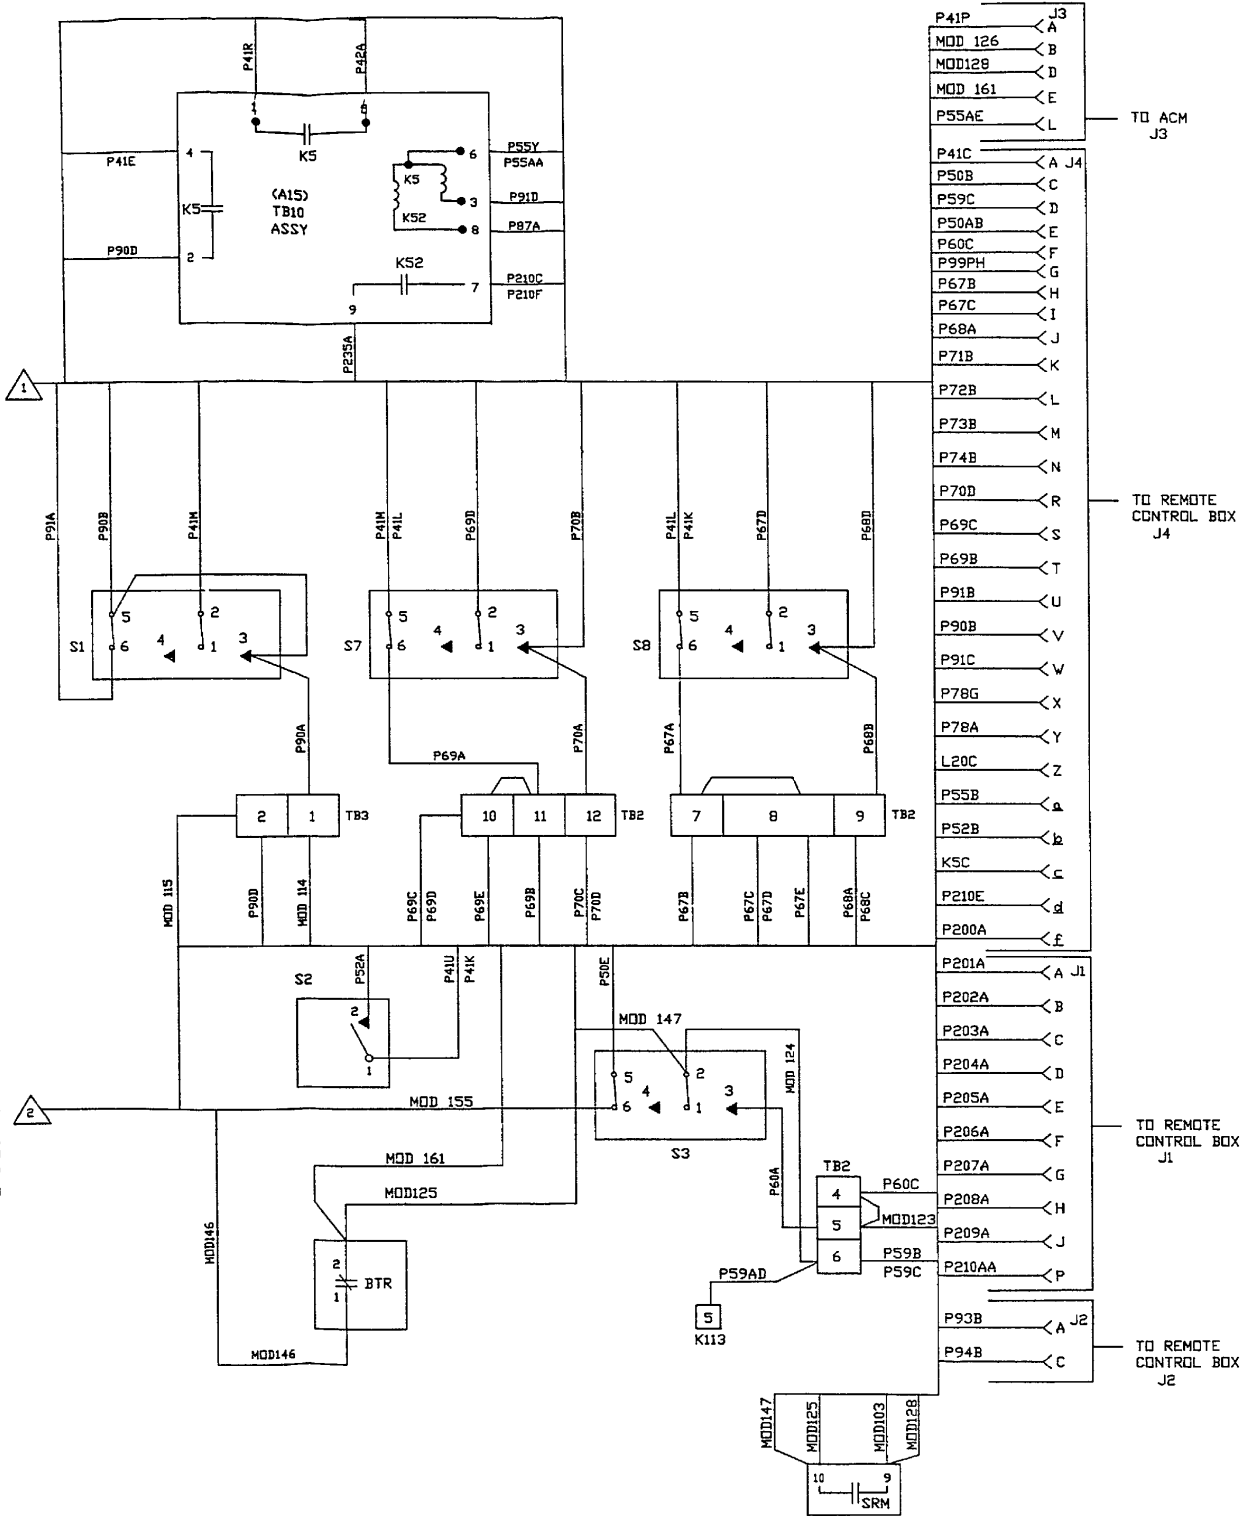 P41P
J3
A
MOD 126
B
MOD128
D
MOD 161
E
P55AE
L
TO ACM
J3
P41R
P42A
1
8
K5
4
P41E
K5
(A15)
TB10
ASSY
P90D
2
K5
6
P55Y
P55AA
3
P91D
K52
8
P87A
K52
9
7
P210C
P210F
P235A
P41C
A J4
P50B
C
P59C
D
P50AB
E
P60C
F
P99PH
G
P67B
H
P67C
I
P68A
J
P71B
K
P72B
L
P73B
M
P74B
N
P70D
R
P69C
S
P69B
T
P91B
U
P90B
V
P91C
W
P78G
X
P78A
Y
L20C
Z
P55B
a
P52B
b
K5C
c
P210E
d
P200A
f
TO REMOTE
CONTROL BOX
J4
1
P91A
P90B
P41M
P41M
P41L
P69D
P70B
P41L
P41K
P67D
P68D
S1
5
6
4
2
1
3
S7
5
6
4
2
1
3
S8
5
6
4
2
1
3
P90A
P69A
P70A
P67A
P68B
2
1
TB3
10
11
12
TB2
7
8
9
TB2
MOD 115
P90D
MOD 114
P69C
P69D
P69E
P69B
P70C
P70D
P67B
P67C
P67D
P67E
P68A
P68C
S2
P52A
2
1
P41U
P41K
P50E
MOD 147
MOD 124
2
MOD 155
5
6
4
2
1
3
S3
MOD 161
MOD125
MOD146
2
1
BTR
MOD146
P60A
TB2
4
5
6
P60C
MOD123
P59B
P59C
P59AD
5
K113
P201A
A J1
P202A
B
P203A
C
P204A
D
P205A
E
P206A
F
P207A
G
P208A
H
P209A
J
P210AA
P
TO REMOTE
CONTROL BOX
J1
P93B
A J2
P94B
C
TO REMOTE
CONTROL BOX
J2
MOD147
MOD125
MOD103
MOD128
10
9
SRM